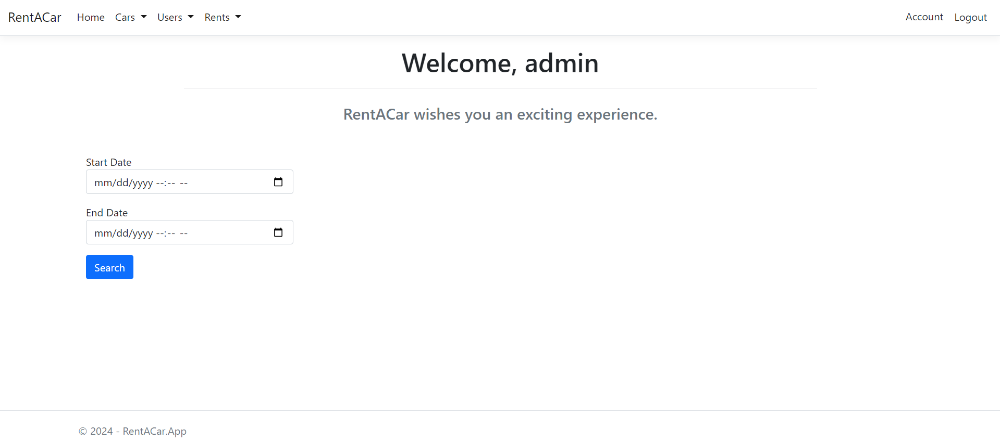 RentACar Home Cars Users Rents Account Logout
Welcome, admin
RentACar wishes you an exciting experience.
Start Date
mm/dd/yyyy --:-- --
End Date
mm/dd/yyyy --:-- --
Search
© 2024 - RentACar.App